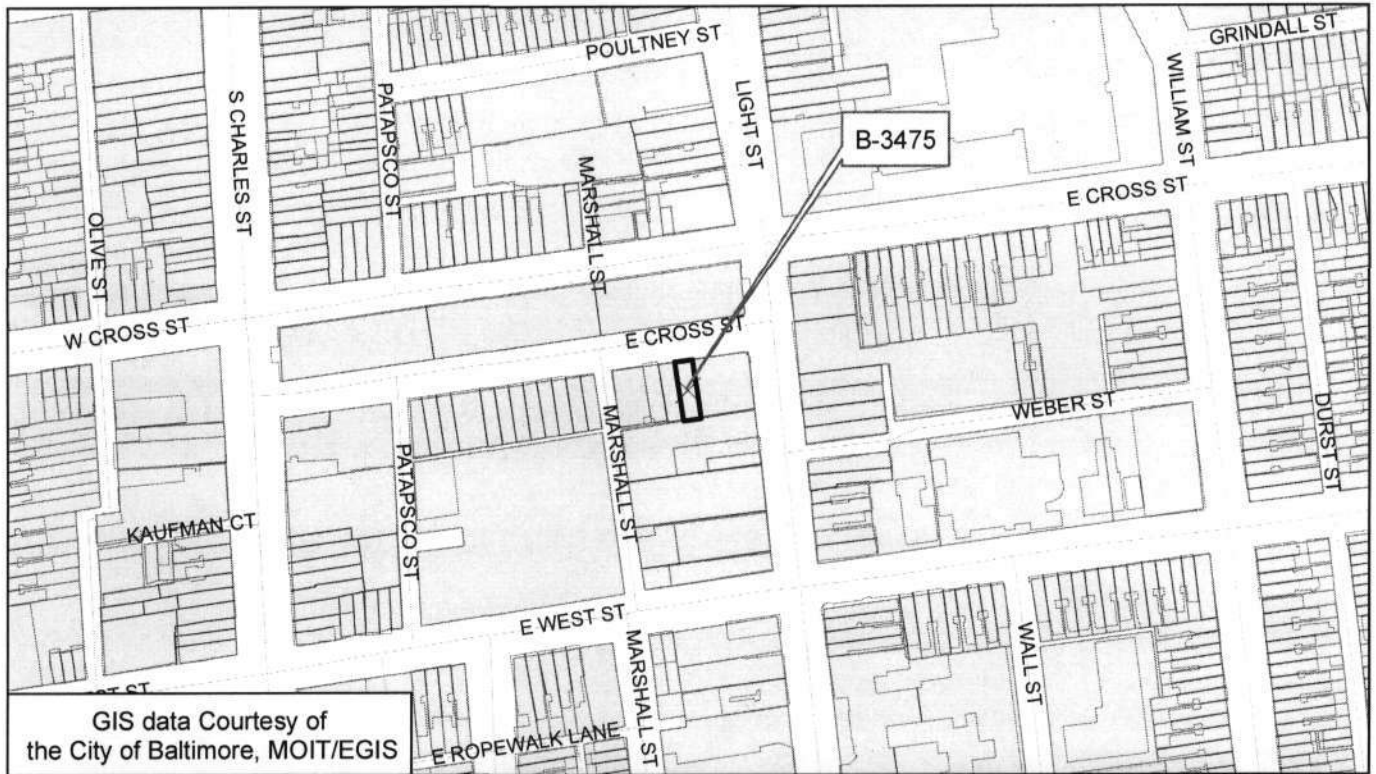 POULTNEY ST
GRINDALL ST
WILLIAM ST
S CHARLES ST
PATAPSCO ST
LIGHT ST
B-3475
MARSHALL ST
E CROSS ST
OLIVE ST
W CROSS ST
E CROSS ST
WEBER ST
DURST ST
MARSHALL ST
PATAPSCO ST
KAUFMAN CT
E WEST ST
MARSHALL ST
WALL ST
E ROPEWALK LANE
GIS data Courtesy of
the City of Baltimore, MOIT/EGIS